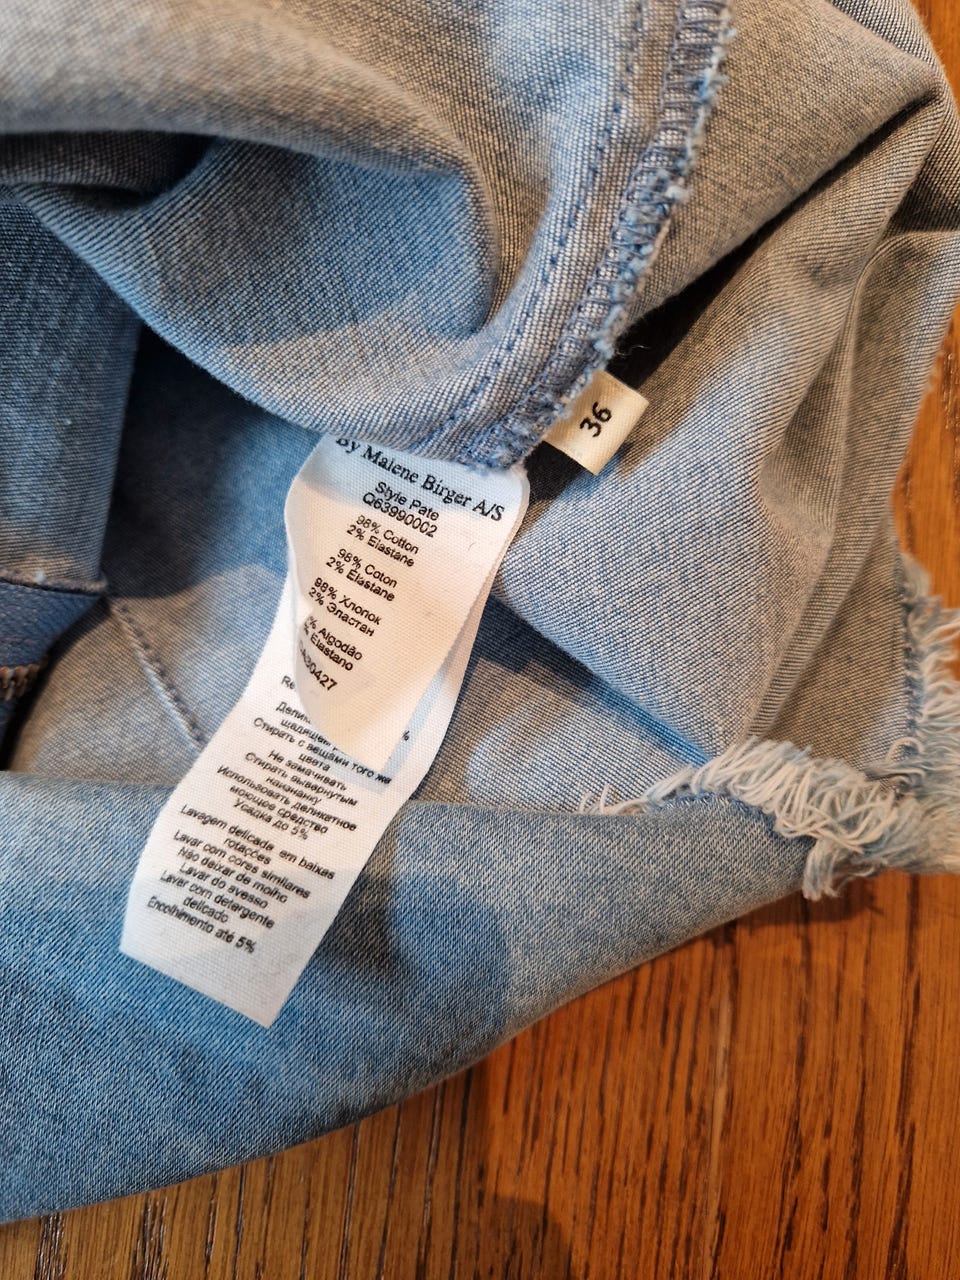 36
By Malene Birger A/S
Style Pate
Q63990002
98% Cotton
2% Elastane
98% Coton
2% Élastane
98% Хлопок
2% Эластан
% Algodão
% Elastano
30427
%
Стирать с вещами того же
цвета
Не замачивать
Стирать вывернутым
наизнанку
Использовать деликатное
моющее средство
Усадка до 5%
Lavagem delicada em baixas
rotações
Lavar com cores similares
Não deixar de molho
Lavar do avesso
Lavar com detergente
delicado
Encolhimento até 5%